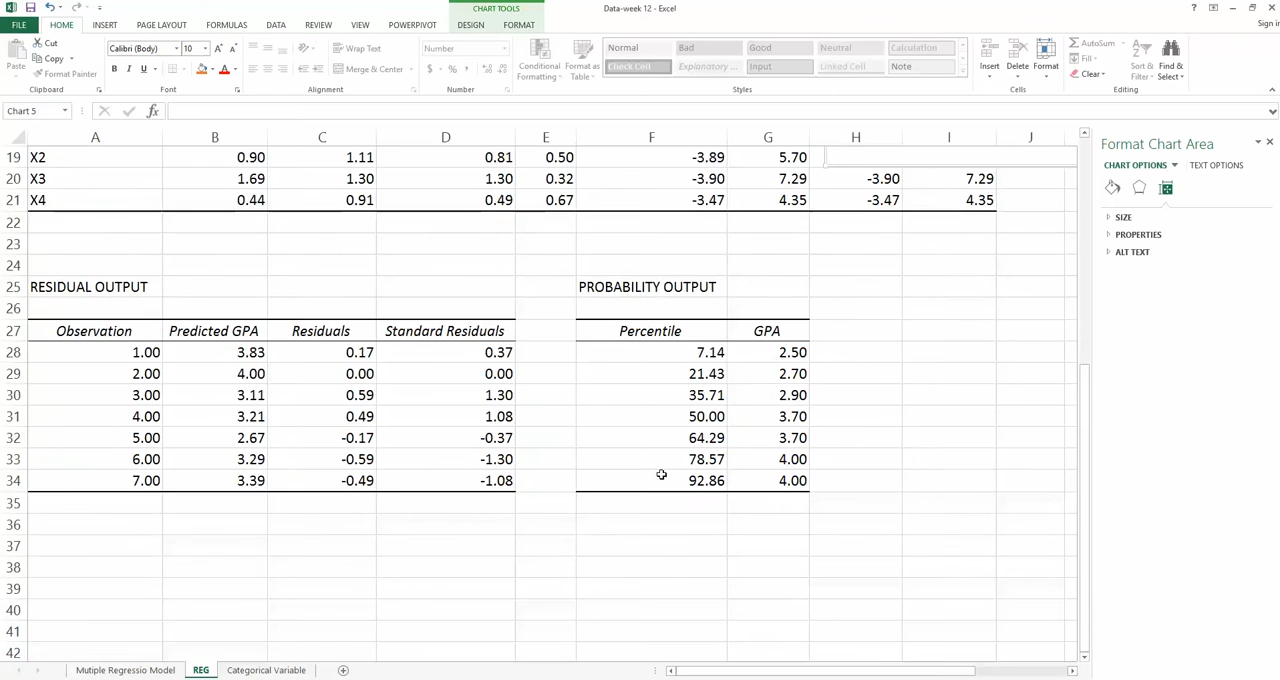 Data-week 12 - Excel
CHART TOOLS
Sign in
FILE HOME INSERT PAGE LAYOUT FORMULAS DATA REVIEW VIEW POWERPIVOT DESIGN FORMAT
Paste
Cut
Copy
Format Painter
Clipboard
Calibri (Body) 10
B I U
Font
Wrap Text
Merge & Center
Alignment
Number
Number
Conditional Formatting
Format as Table
Normal Bad Good Neutral Calculation
Check Cell Explanatory ... Input Linked Cell Note
Styles
Insert Delete Format
Cells
AutoSum
Fill
Clear
Sort & Filter
Find & Select
Editing
Chart 5
fx
A B C D E F G H I J
19 X2 0.90 1.11 0.81 0.50 -3.89 5.70
20 X3 1.69 1.30 1.30 0.32 -3.90 7.29 -3.90 7.29
21 X4 0.44 0.91 0.49 0.67 -3.47 4.35 -3.47 4.35
22
23
24
25 RESIDUAL OUTPUT PROBABILITY OUTPUT
26
27 Observation Predicted GPA Residuals Standard Residuals Percentile GPA
28 1.00 3.83 0.17 0.37 7.14 2.50
29 2.00 4.00 0.00 0.00 21.43 2.70
30 3.00 3.11 0.59 1.30 35.71 2.90
31 4.00 3.21 0.49 1.08 50.00 3.70
32 5.00 2.67 -0.17 -0.37 64.29 3.70
33 6.00 3.29 -0.59 -1.30 78.57 4.00
34 7.00 3.39 -0.49 -1.08 92.86 4.00
35
36
37
38
39
40
41
42
Mutiple Regressio Model REG Categorical Variable
Format Chart Area
CHART OPTIONS TEXT OPTIONS
SIZE
PROPERTIES
ALT TEXT